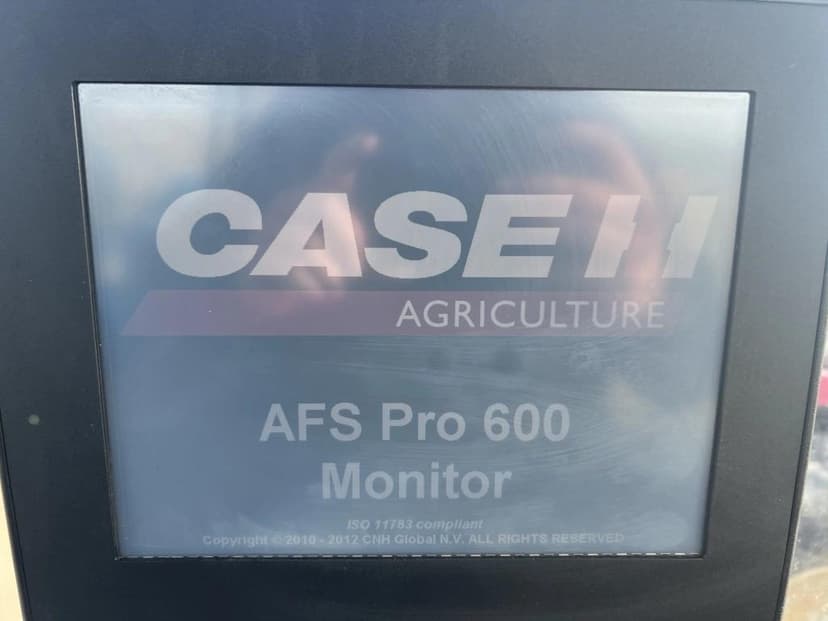 CASE IH
AGRICULTURE
AFS Pro 600
Monitor
ISO 11783 compliant
Copyright © 2010 - 2012 CNH Global N.V. ALL RIGHTS RESERVED